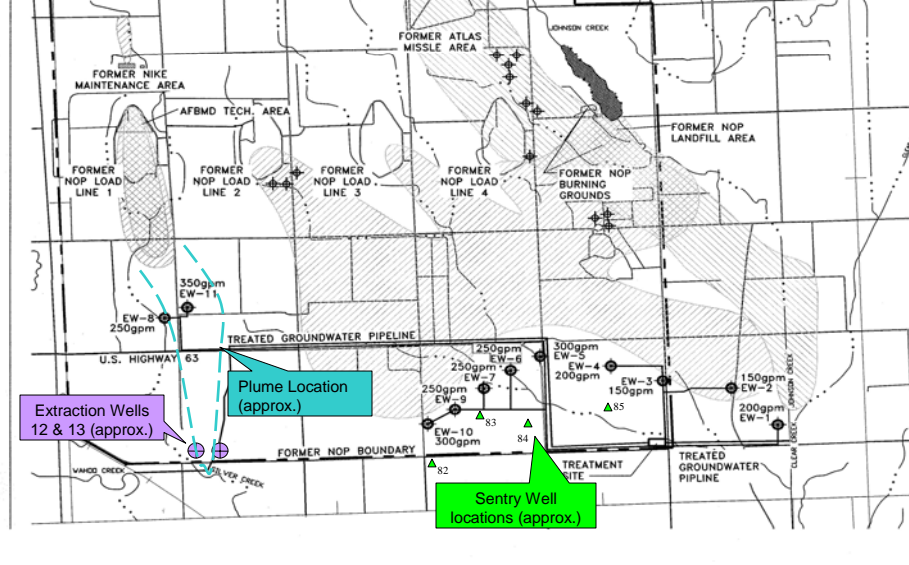 FORMER ATLAS
MISSLE AREA
JOHNSON CREEK
FORMER NIKE
MAINTENANCE AREA
AFBMD TECH. AREA
FORMER NOP
LANDFILL AREA
FORMER
NOP LOAD
LINE 1
FORMER
NOP LOAD
LINE 2
FORMER
NOP LOAD
LINE 3
FORMER
NOP LOAD
LINE 4
FORMER NOP
BURNING
GROUNDS
350gpm
EW-11
EW-8
250gpm
TREATED GROUNDWATER PIPELINE
U.S. HIGHWAY 63
250gpm
EW-6
300gpm
EW-5
250gpm
EW-7
EW-4
200gpm
EW-3
150gpm
150gpm
EW-2
250gpm
EW-9
200gpm
EW-1
EW-10
300gpm
Plume Location
(approx.)
Extraction Wells
12 & 13 (approx.)
83
84
85
82
FORMER NOP BOUNDARY
WAHOO CREEK
SILVER CREEK
TREATMENT
SITE
TREATED
GROUNDWATER
PIPLINE
CLEAR CREEK
JOHNSON CREEK
Sentry Well
locations (approx.)